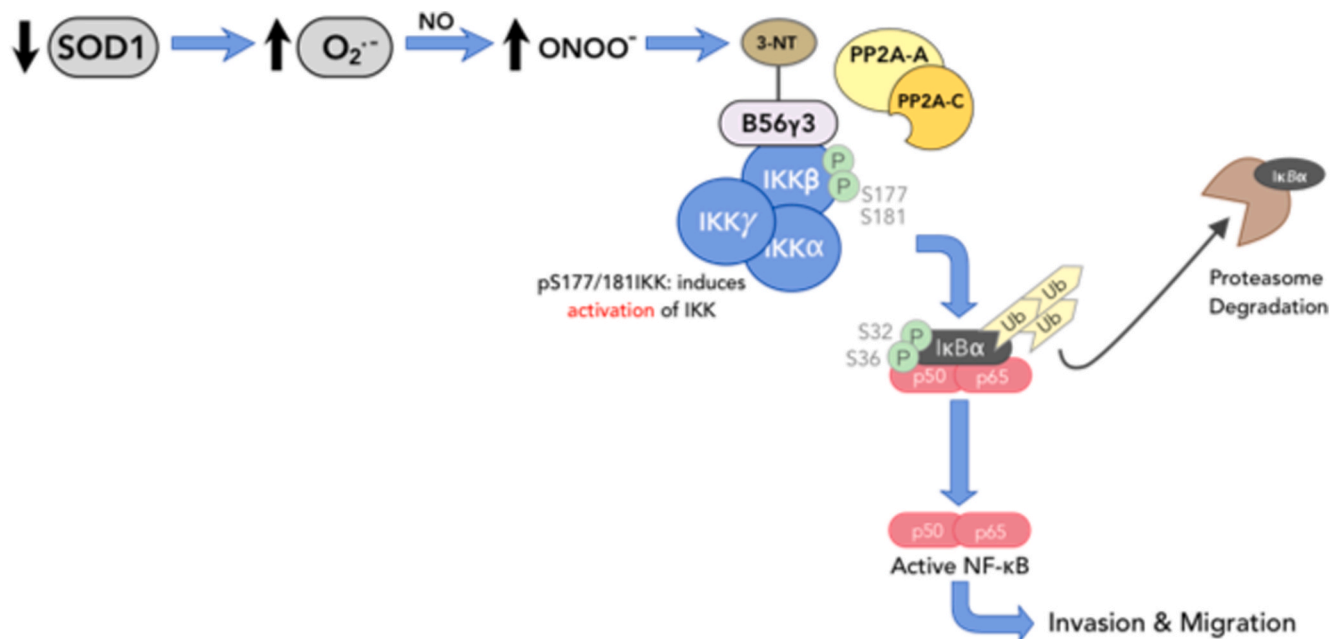 SOD1
O₂·⁻
NO
ONOO⁻
3-NT
PP2A-A
PP2A-C
B56γ3
P
IKKβ
P
S177
S181
IKKγ
IKKα
pS177/181IKK: induces
activation of IKK
IκBα
Proteasome
Degradation
Ub
Ub
Ub
S32
P
IκBα
S36
P
p50
p65
p50
p65
Active NF-κB
Invasion & Migration